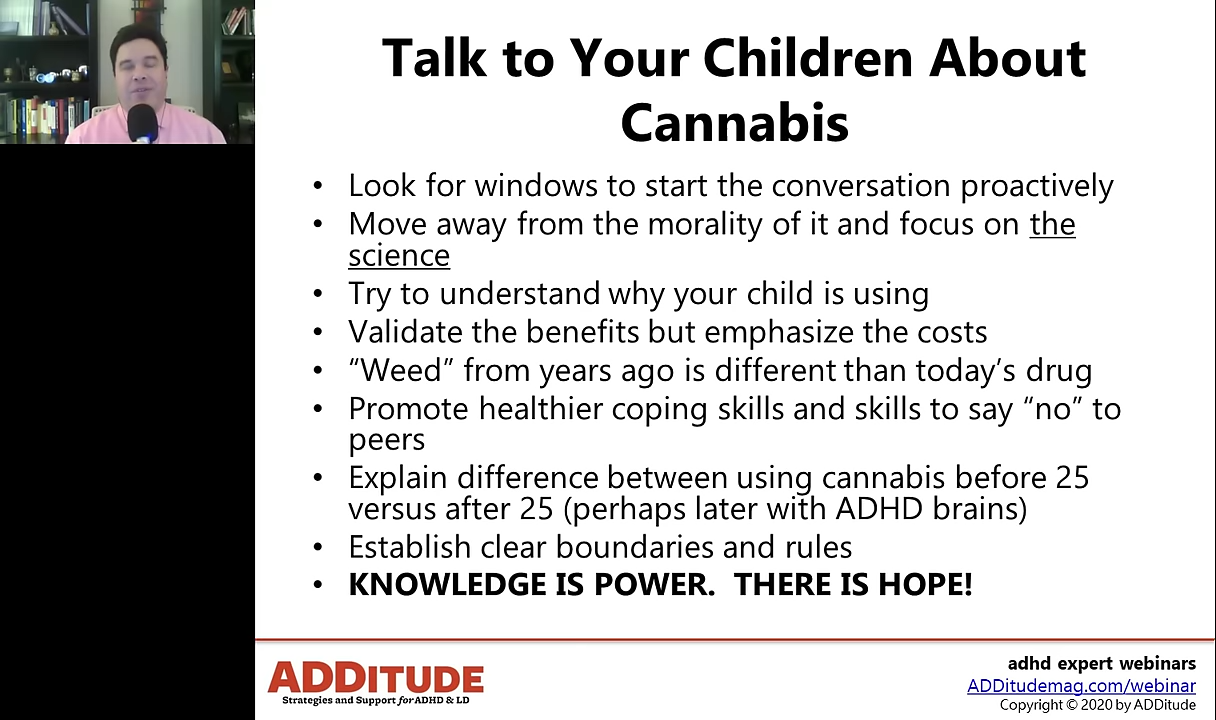 Talk to Your Children About
Cannabis
• Look for windows to start the conversation proactively
• Move away from the morality of it and focus on the
science
• Try to understand why your child is using
• Validate the benefits but emphasize the costs
• “Weed” from years ago is different than today’s drug
• Promote healthier coping skills and skills to say “no” to
peers
• Explain difference between using cannabis before 25
versus after 25 (perhaps later with ADHD brains)
• Establish clear boundaries and rules
• KNOWLEDGE IS POWER.  THERE IS HOPE!
ADDITUDE
Strategies and Support for ADHD & LD
adhd expert webinars
ADDitudemag.com/webinar
Copyright © 2020 by ADDitude